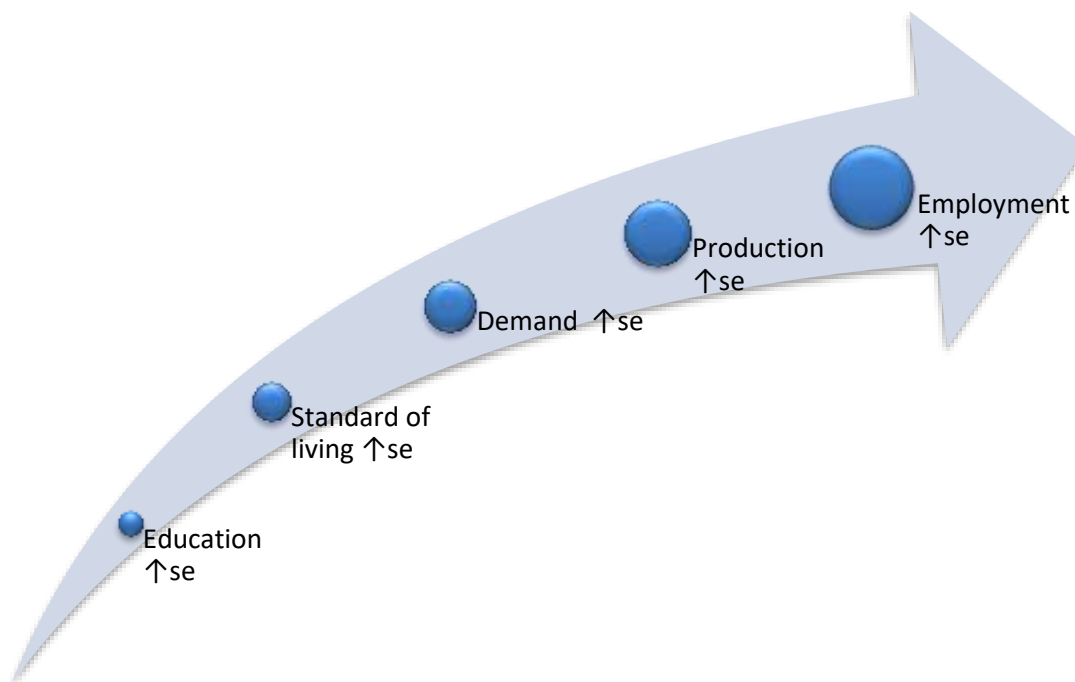 Education
↑se
Standard of
living ↑se
Demand ↑se
Production
↑se
Employment
↑se